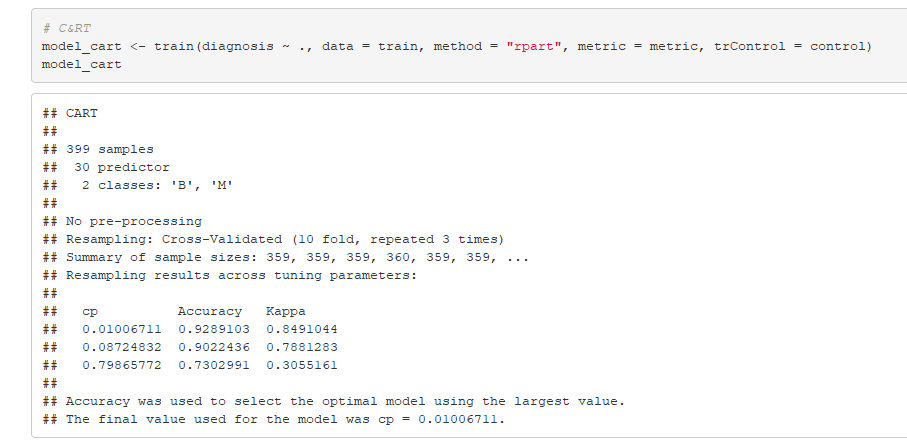 # C&RT
model_cart <- train(diagnosis ~ ., data = train, method = "rpart", metric = metric, trControl = control)
model_cart
## CART
##
## 399 samples
##  30 predictor
##   2 classes: 'B', 'M'
##
## No pre-processing
## Resampling: Cross-Validated (10 fold, repeated 3 times)
## Summary of sample sizes: 359, 359, 359, 360, 359, 359, ...
## Resampling results across tuning parameters:
##
##   cp          Accuracy   Kappa
##   0.01006711  0.9289103  0.8491044
##   0.08724832  0.9022436  0.7881283
##   0.79865772  0.7302991  0.3055161
##
## Accuracy was used to select the optimal model using the largest value.
## The final value used for the model was cp = 0.01006711.